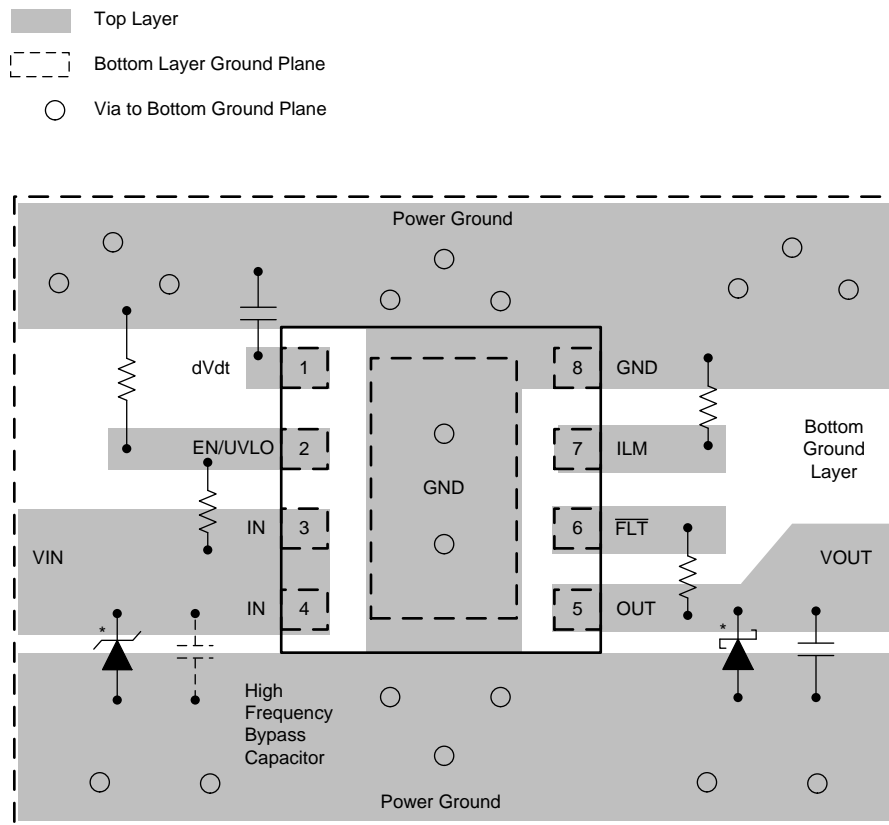 Top Layer
Bottom Layer Ground Plane
Via to Bottom Ground Plane
Power Ground
dVdt
1
8
GND
EN/UVLO
2
7
ILM
Bottom
Ground
Layer
GND
IN
3
6
FLT
VIN
VOUT
IN
4
5
OUT
*
*
High
Frequency
Bypass
Capacitor
Power Ground